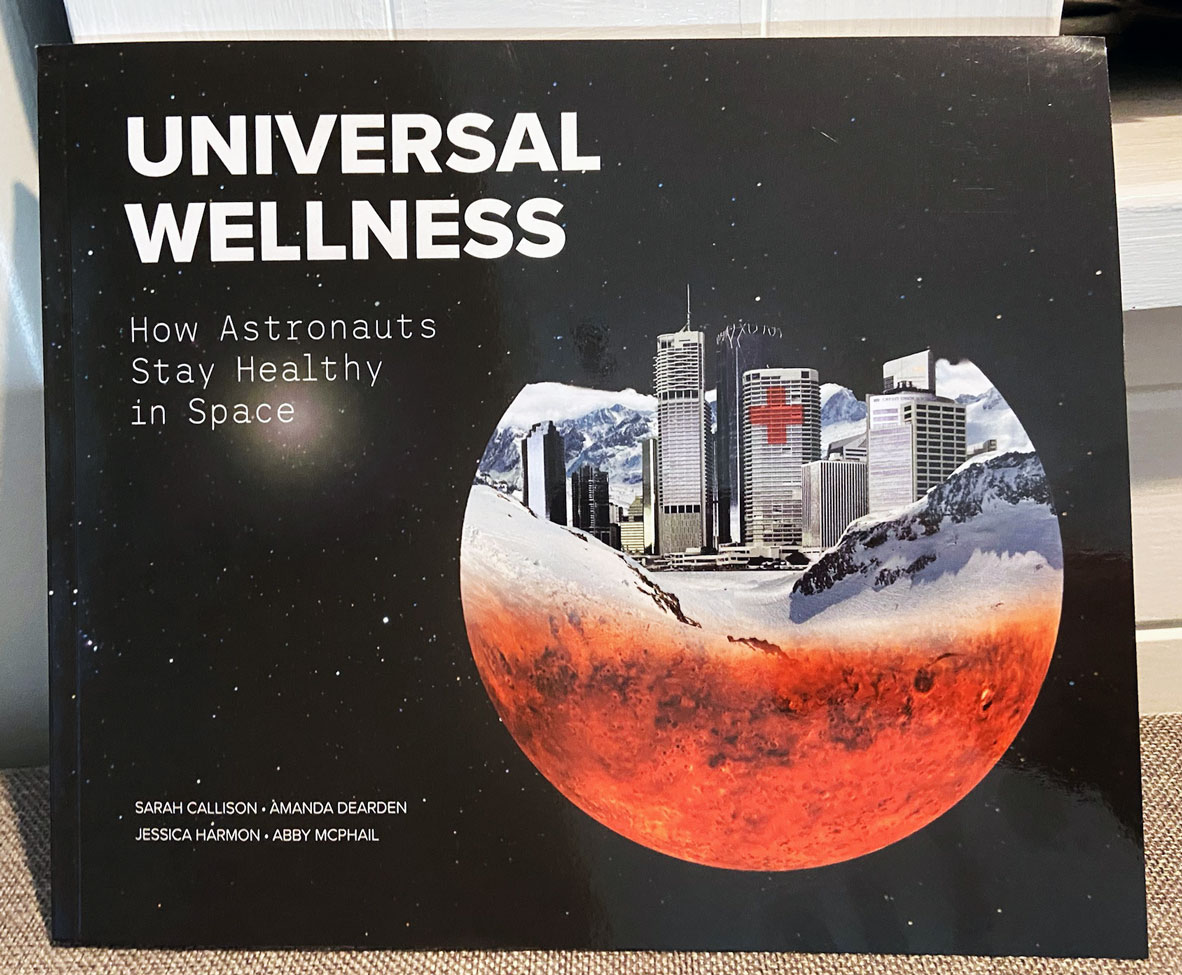 UNIVERSAL
WELLNESS
How Astronauts
Stay Healthy
in Space
SARAH CALLISON • AMANDA DEARDEN
JESSICA HARMON • ABBY MCPHAIL